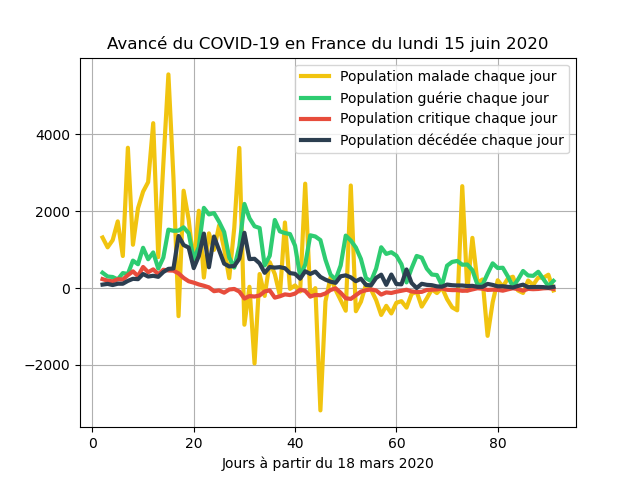 Avancé du COVID-19 en France du lundi 15 juin 2020
Population malade chaque jour
Population guérie chaque jour
Population critique chaque jour
Population décédée chaque jour
4000
2000
0
−2000
0 20 40 60 80
Jours à partir du 18 mars 2020